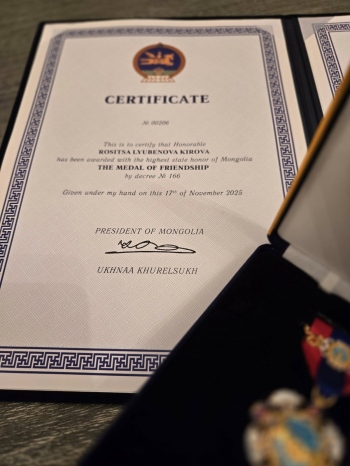 CERTIFICATE
№ 00206
This is to certify that Honorable
ROSITSA LYUBENOVA KIROVA
has been awarded with the highest state honor of Mongolia
THE MEDAL OF FRIENDSHIP
by decree № 166
Given under my hand on this 17th of November 2025
PRESIDENT OF MONGOLIA
UKHNAA KHURELSUKH